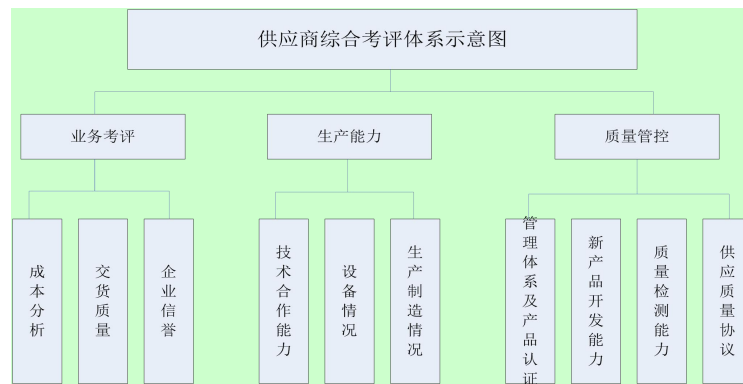 供应商综合考评体系示意图
业务考评
生产能力
质量管控
成本分析
交货质量
企业信誉
技术合作能力
设备情况
生产制造情况
管理体系及产品认证
新产品开发能力
质量检测能力
供应质量协议